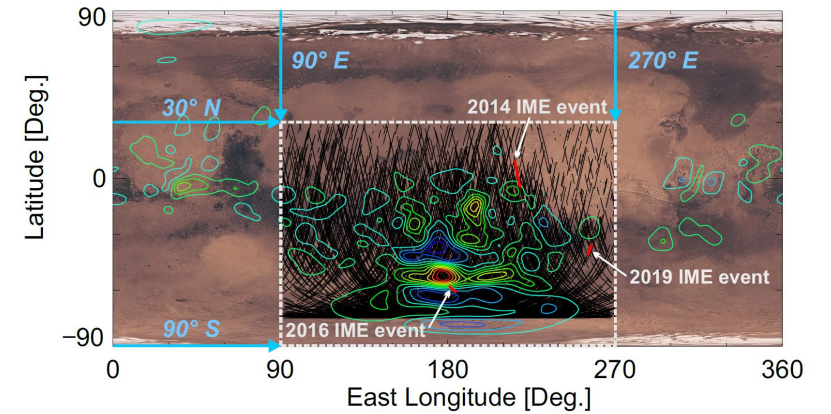 90
90° E
270° E
30° N
2014 IME event
Latitude [Deg.]
0
2019 IME event
2016 IME event
90° S
−90
0
90
180
270
360
East Longitude [Deg.]